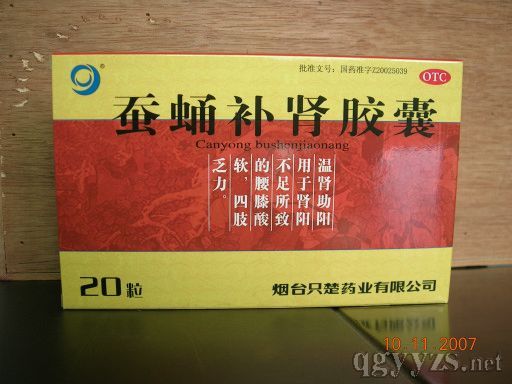 ®
批准文号：国药准字Z20025039
OTC
蚕蛹补肾胶囊
Canyong bushenjiaonang
温肾助阳
用于肾阳
不足所致
的腰膝酸
软，四肢
乏力。
20粒
烟台只楚药业有限公司
10.11.2007
qgyyzs.net